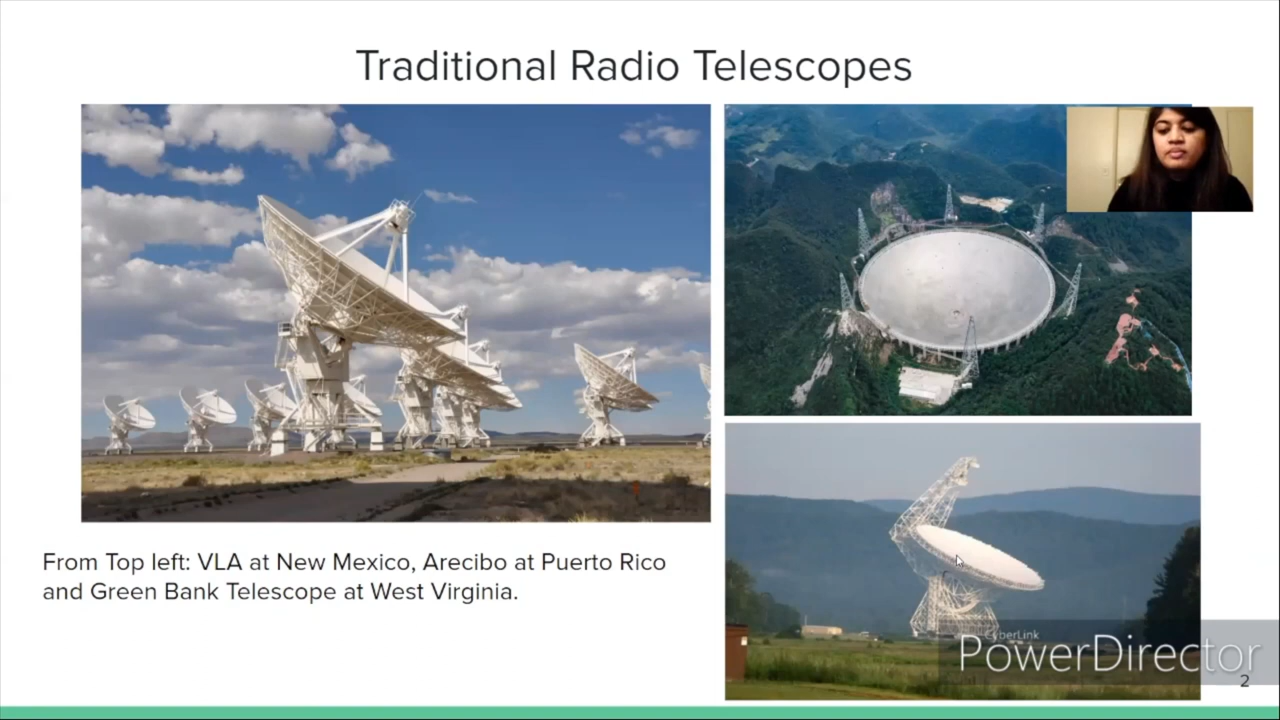 Traditional Radio Telescopes
From Top left: VLA at New Mexico, Arecibo at Puerto Rico
and Green Bank Telescope at West Virginia.
CyberLink
PowerDirector
2